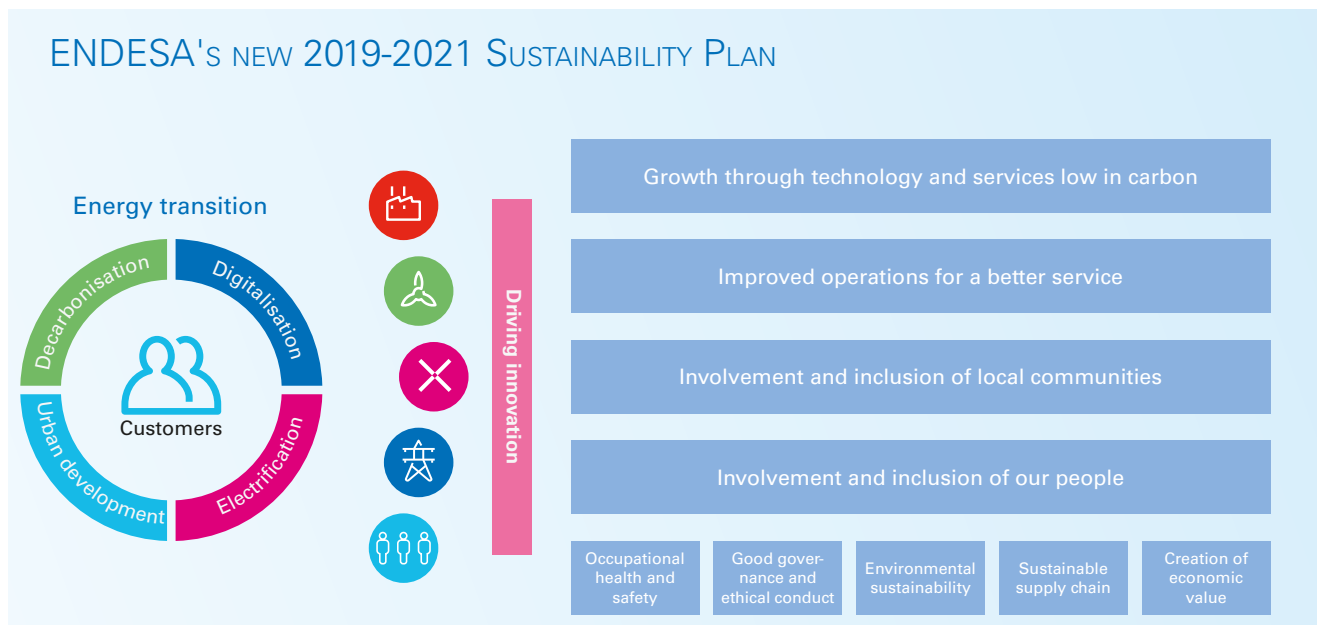 ENDESA'S NEW 2019-2021 SUSTAINABILITY PLAN
Energy transition
Decarbonisation
Digitalisation
Urban development
Electrification
Customers
Driving innovation
Growth through technology and services low in carbon
Improved operations for a better service
Involvement and inclusion of local communities
Involvement and inclusion of our people
Occupational
health and
safety
Good gover-
nance and
ethical conduct
Environmental
sustainability
Sustainable
supply chain
Creation of
economic
value